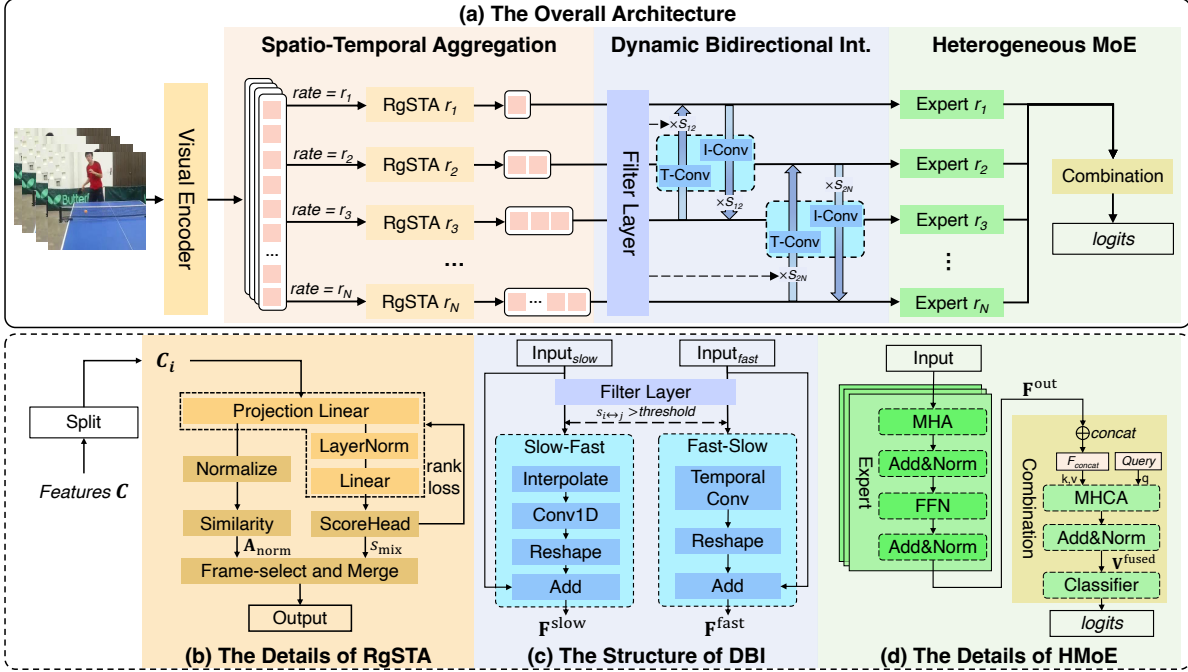 (a) The Overall Architecture
Spatio-Temporal Aggregation
Dynamic Bidirectional Int.
Heterogeneous MoE
Visual Encoder
Butterfl
rate = r1
RgSTA r1
rate = r2
RgSTA r2
rate = r3
RgSTA r3
...
...
rate = rN
RgSTA rN
...
Filter Layer
×S12
I-Conv
T-Conv
×S12
×S2N
I-Conv
T-Conv
×S2N
Expert r1
Expert r2
Expert r3
...
Expert rN
Combination
logits
Split
Features C
Ci
Projection Linear
LayerNorm
Linear
rank
loss
Normalize
Similarity
ScoreHead
Anorm
smix
Frame-select and Merge
Output
(b) The Details of RgSTA
Inputslow
Inputfast
Filter Layer
si↔j >threshold
Slow-Fast
Interpolate
Conv1D
Reshape
Add
Fslow
Fast-Slow
Temporal
Conv
Reshape
Add
Ffast
(c) The Structure of DBI
Input
Expert
MHA
Add&Norm
FFN
Add&Norm
Fout
Combination
concat
Fconcat
Query
k,v
q
MHCA
Add&Norm
Vfused
Classifier
logits
(d) The Details of HMoE